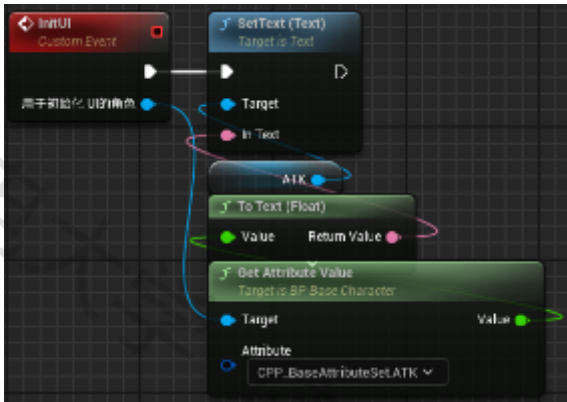 InitUI
Custom Event
用于初始化 UI的角色
SetText (Text)
Target is Text
Target
In Text
ATK
To Text (Float)
Value
Return Value
Get Attribute Value
Target is BP Base Character
Target
Value
Attribute
CPP_BaseAttributeSet.ATK